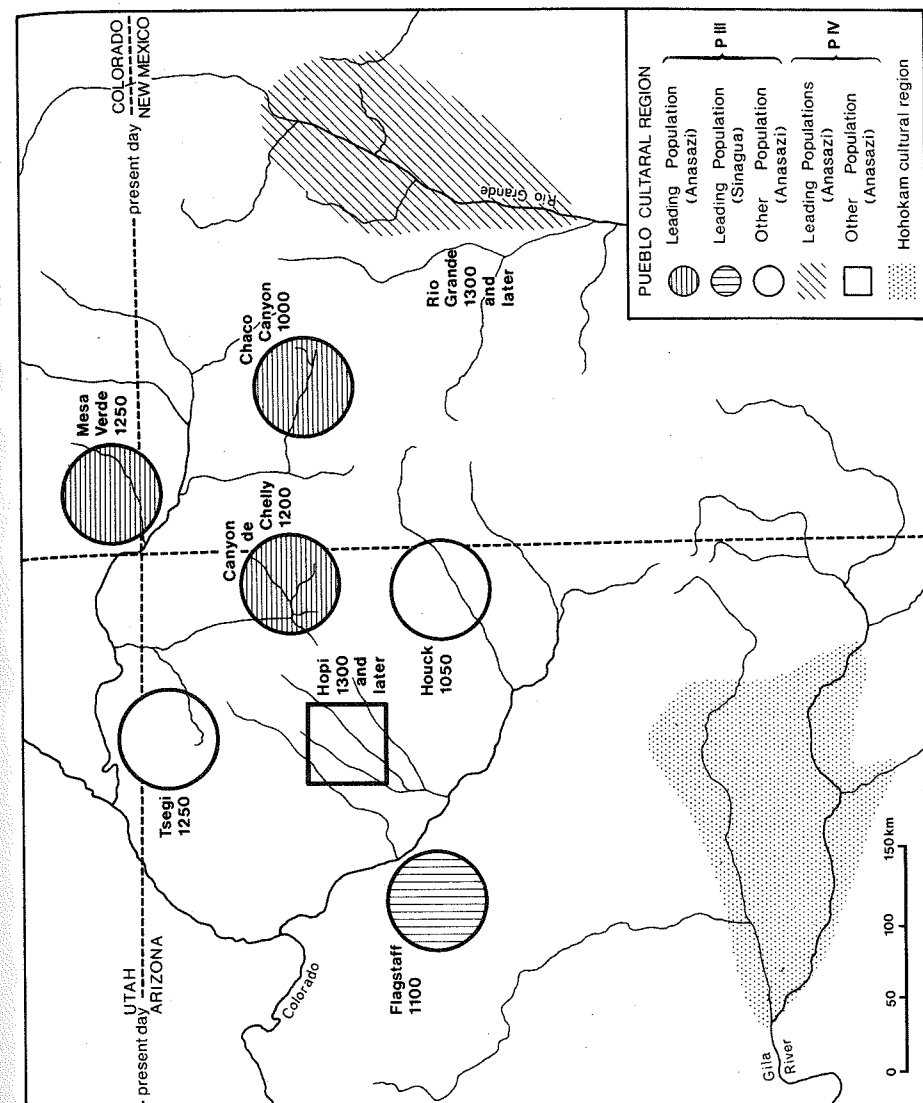 COLORADO
NEW MEXICO
present day
Mesa
Verde
1250
Chaco
Canyon
1000
Rio Grande
Rio
Grande
1300
and
later
Canyon
de
Chelly
1200
Houck
1050
Hopi
1300
and
later
Tsegi
1250
UTAH
ARIZONA
present day
Colorado
Flagstaff
1100
Gila
River
0 50 100 150km
PUEBLO CULTARAL REGION
Leading Population
(Anasazi)
Leading Population
(Sinagua)
Other Population
(Anasazi)
P III
Leading Populations
(Anasazi)
Other Population
(Anasazi)
P IV
Hohokam cultural region